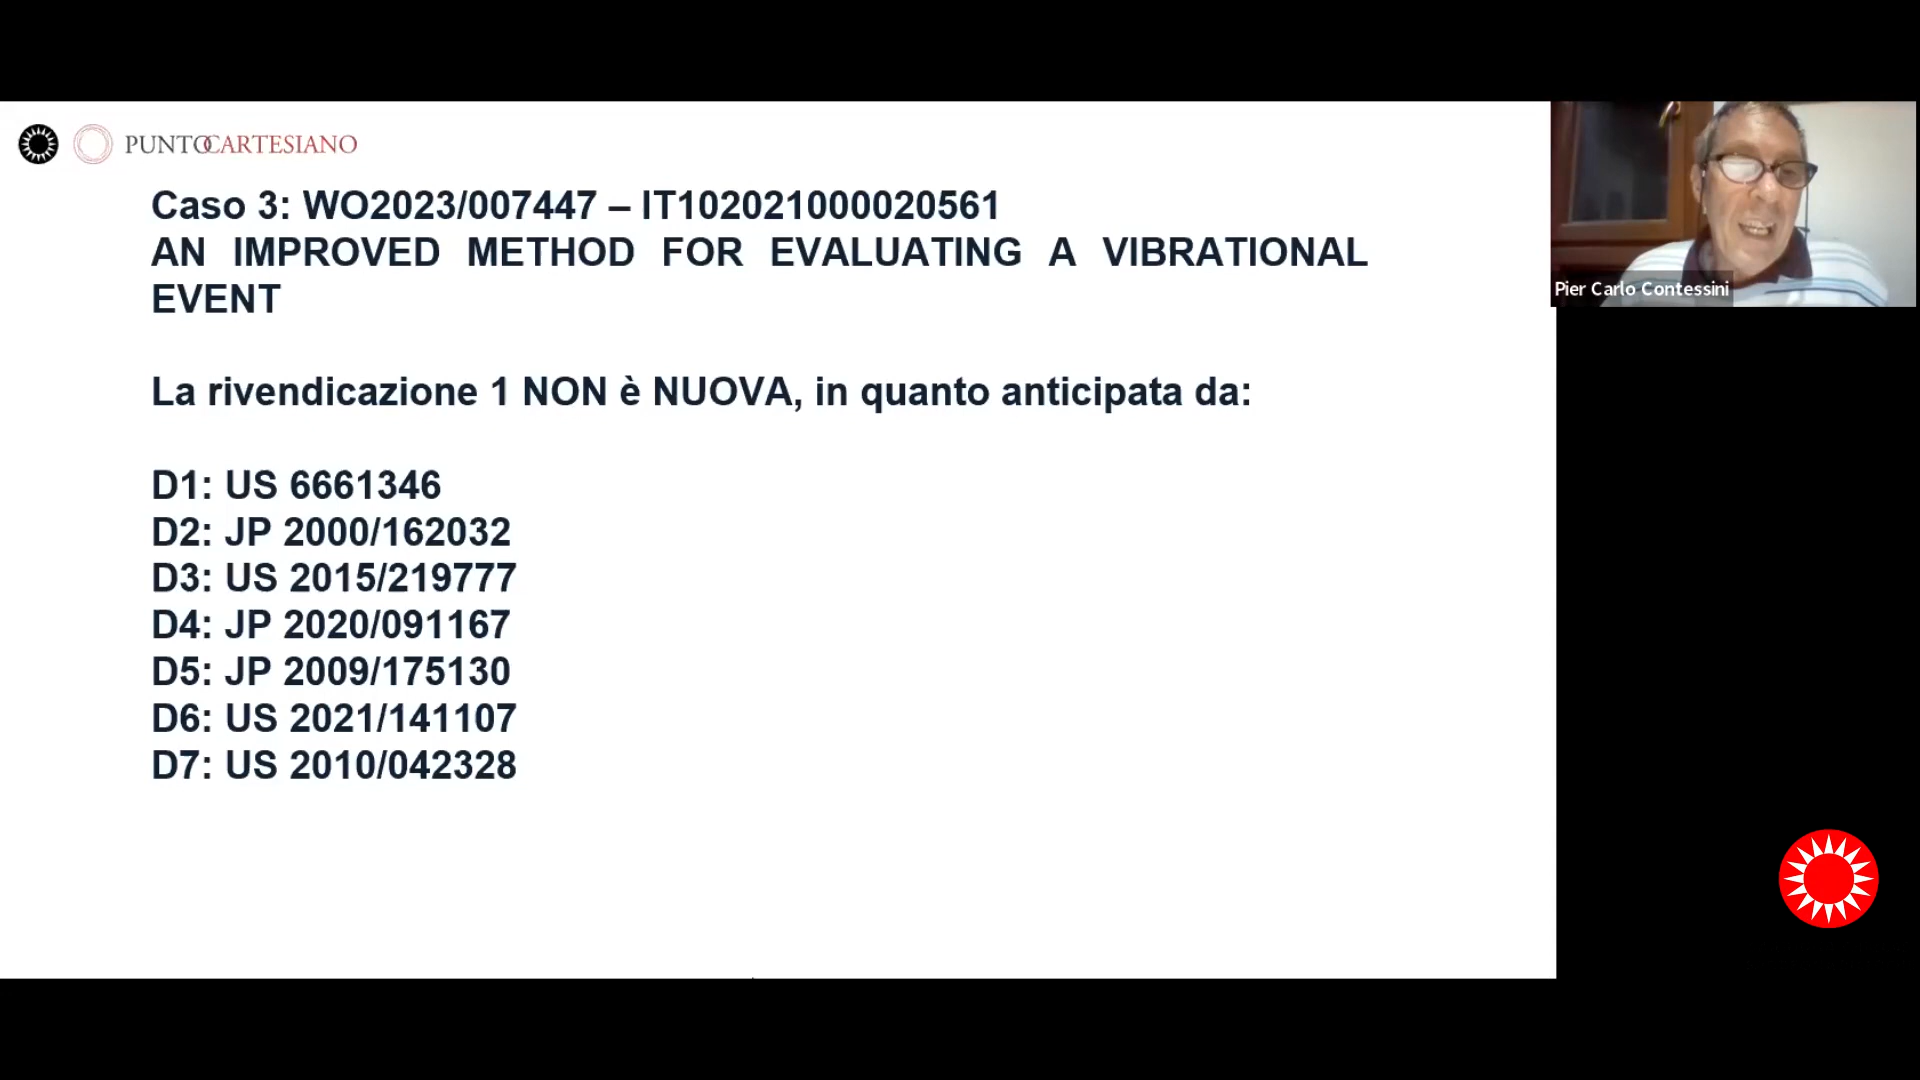 PUNTOCARTESIANO
Caso 3: WO2023/007447 – IT102021000020561
AN IMPROVED METHOD FOR EVALUATING A VIBRATIONAL
EVENT
La rivendicazione 1 NON è NUOVA, in quanto anticipata da:
D1: US 6661346
D2: JP 2000/162032
D3: US 2015/219777
D4: JP 2020/091167
D5: JP 2009/175130
D6: US 2021/141107
D7: US 2010/042328
Pier Carlo Contessini